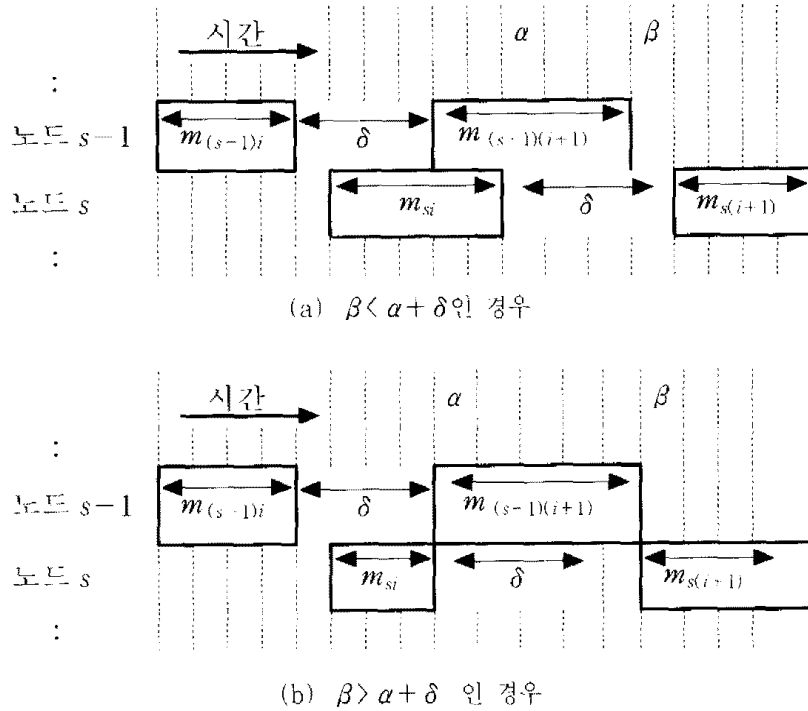 시간
α β
:
노드 s−1 m(s−1)i δ m(s-1)(i+1)
노드 s msi δ ms(i+1)
:
(a) β< α+δ인 경우
시간
α β
:
노드 s−1 m(s-1)i δ m(s−1)(i+1)
노드 s msi δ ms(i+1)
:
(b) β> α+δ 인 경우